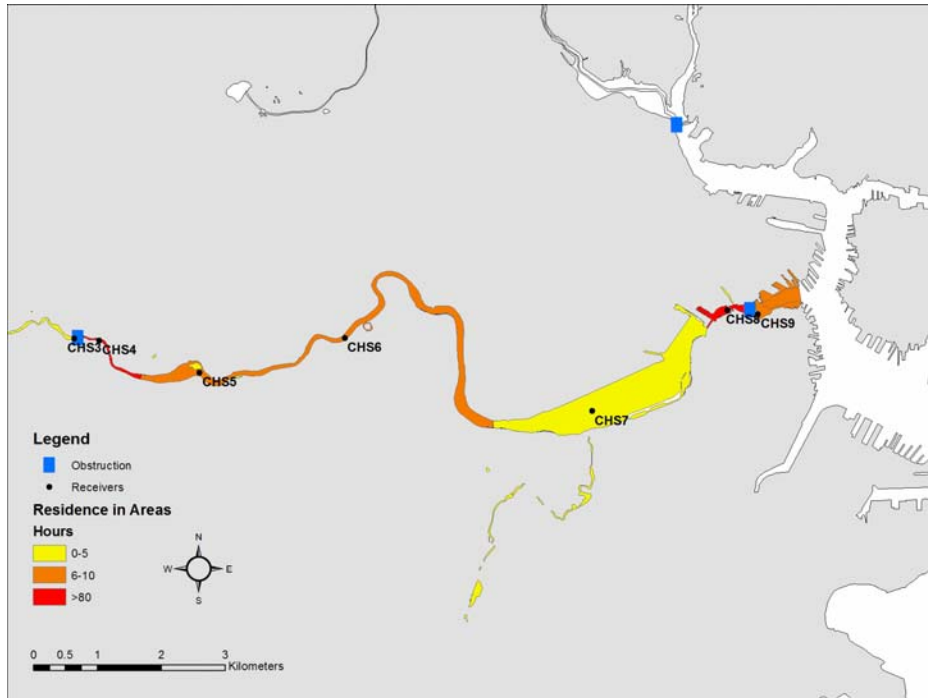 CHS3
CHS4
CHS5
CHS6
CHS7
CHS8
CHS9
Legend
Obstruction
Receivers
Residence in Areas
Hours
0-5
6-10
>80
N
W E
S
0 0.5 1 2 3
Kilometers